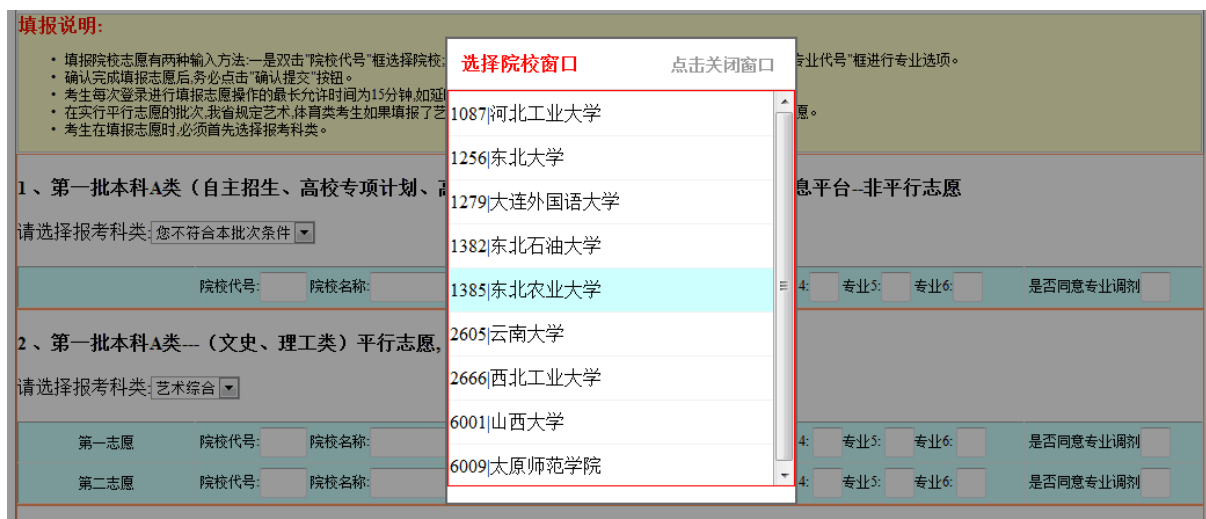 填报说明:
填报院校志愿有两种输入方法:一是双击"院校代号"框选择院校;
专业代号"框进行专业选项。
确认完成填报志愿后,务必点击"确认提交"按钮。
考生每次登录进行填报志愿操作的最长允许时间为15分钟,如延
在实行平行志愿的批次,我省规定艺术,体育类考生如果填报了艺
愿。
考生在填报志愿时,必须首先选择报考科类。
选择院校窗口 点击关闭窗口
1087|河北工业大学
1256|东北大学
1279|大连外国语大学
1382|东北石油大学
1385|东北农业大学
2605|云南大学
2666|西北工业大学
6001|山西大学
6009|太原师范学院
1、第一批本科A类（自主招生、高校专项计划、高
息平台--非平行志愿
请选择报考科类: 您不符合本批次条件
院校代号: 院校名称: 4: 专业5: 专业6: 是否同意专业调剂
2、第一批本科A类---（文史、理工类）平行志愿,
请选择报考科类: 艺术综合
第一志愿 院校代号: 院校名称: 4: 专业5: 专业6: 是否同意专业调剂
第二志愿 院校代号: 院校名称: 4: 专业5: 专业6: 是否同意专业调剂